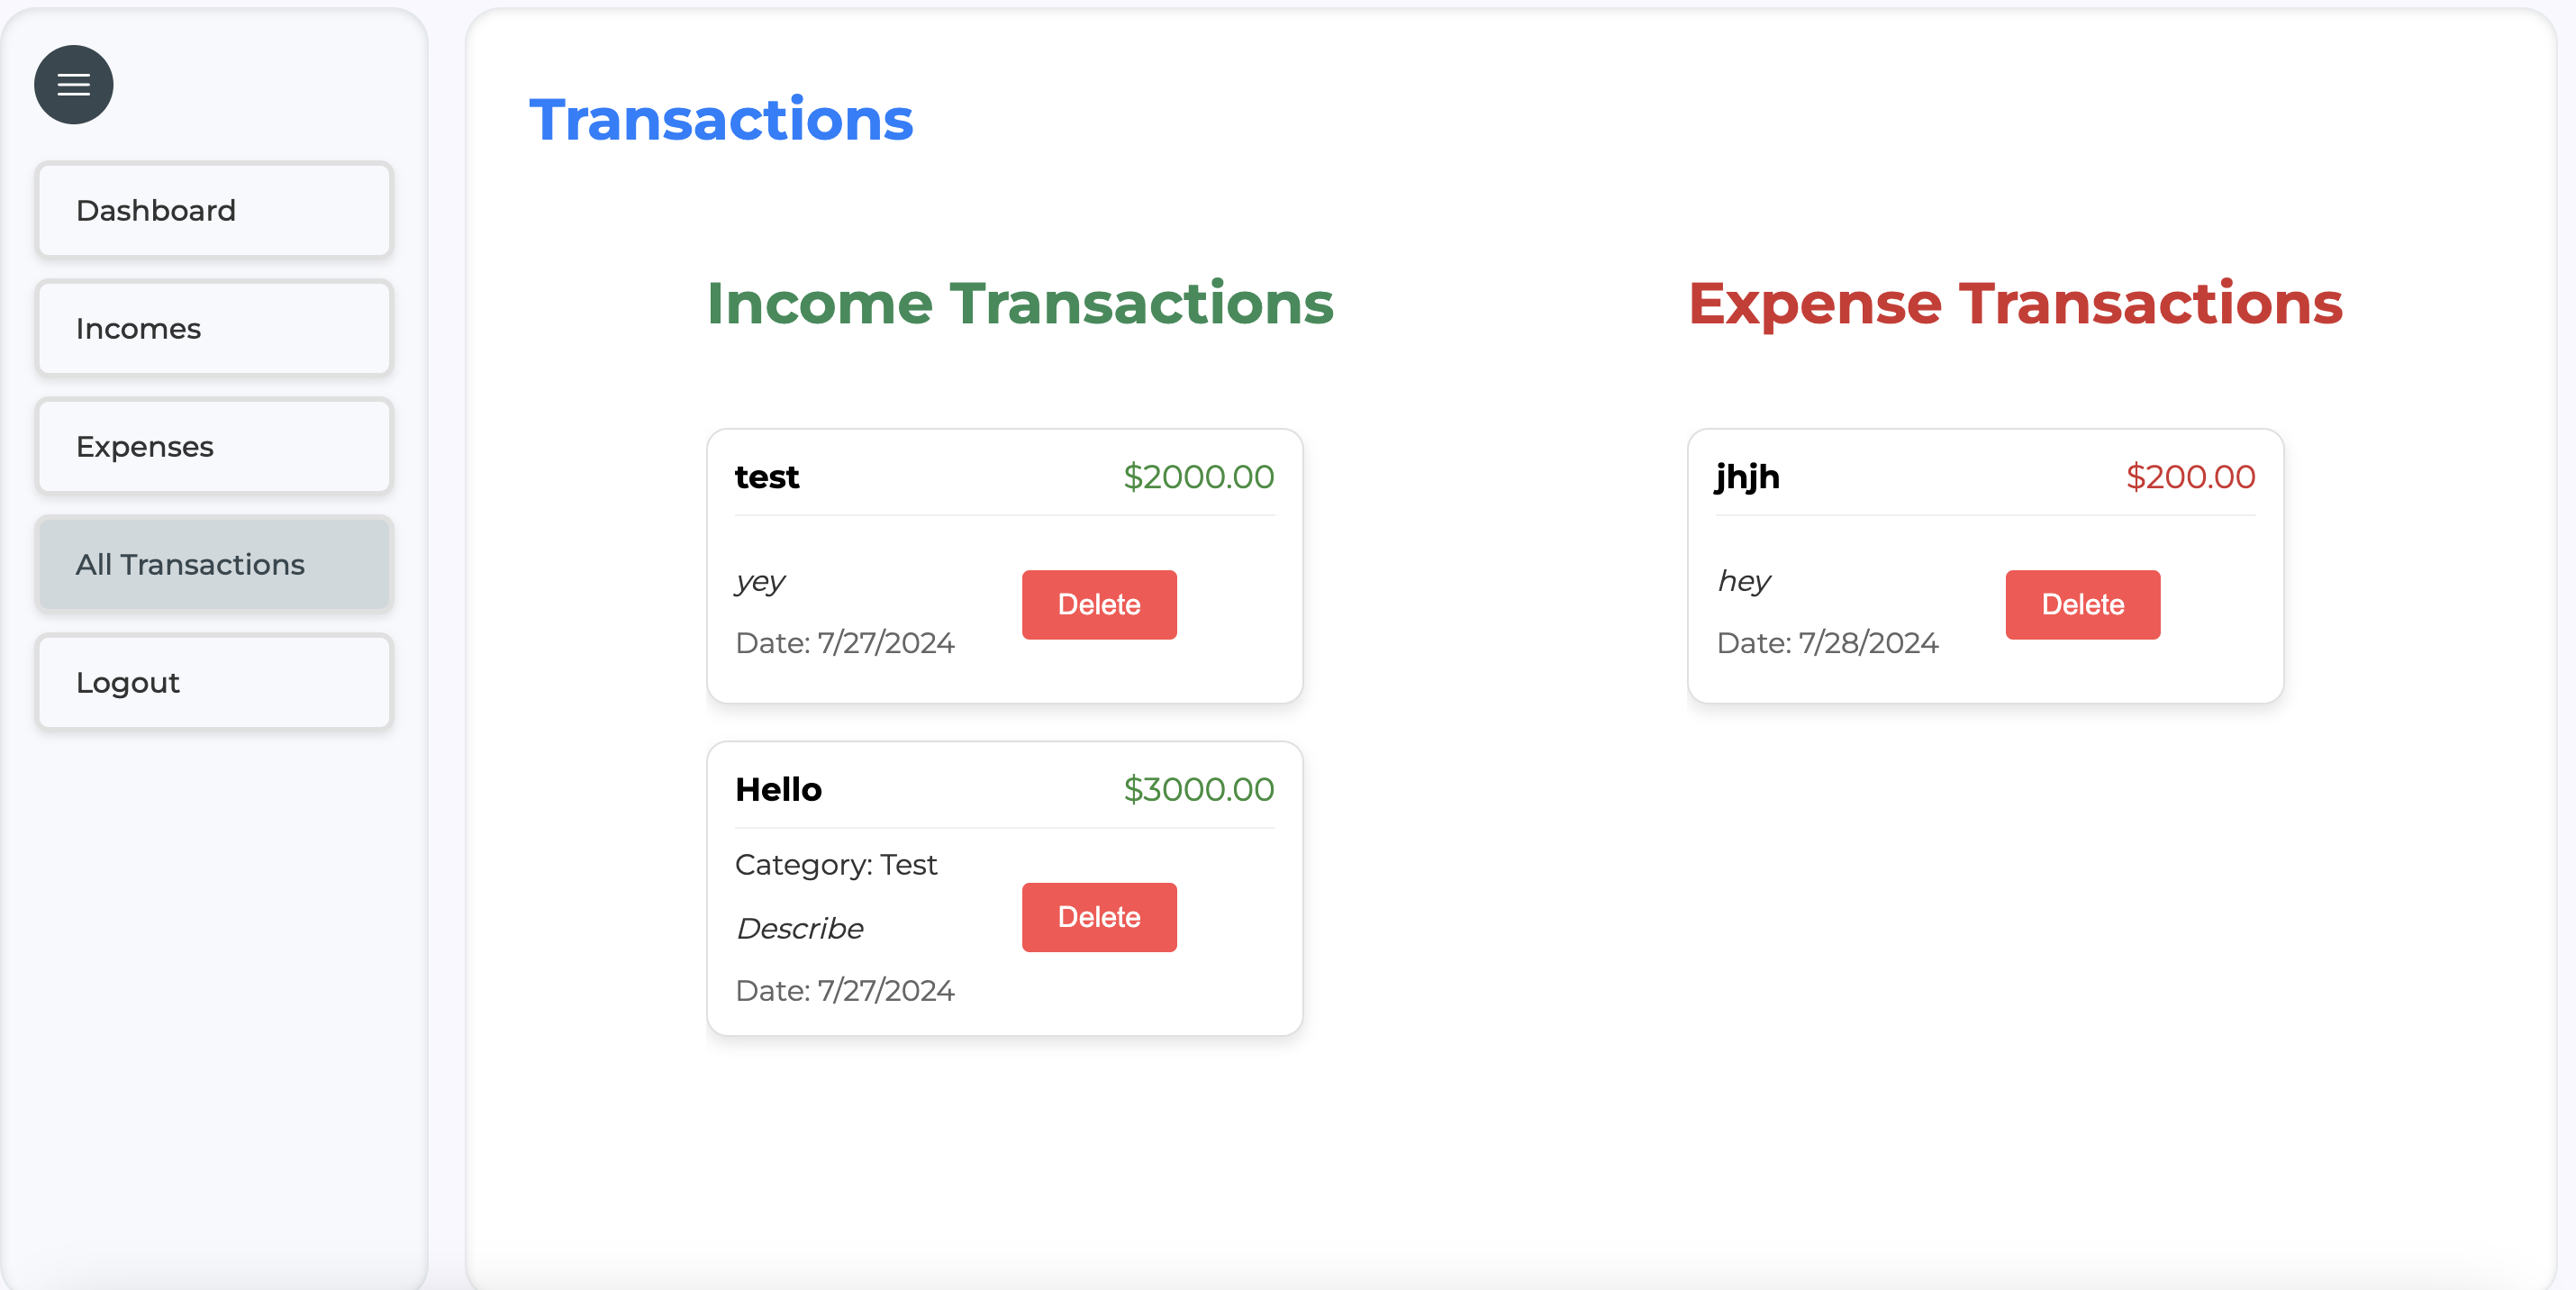 Dashboard
Incomes
Expenses
All Transactions
Logout
Transactions
Income Transactions
test $2000.00
yey
Delete
Date: 7/27/2024
Hello $3000.00
Category: Test
Delete
Describe
Date: 7/27/2024
Expense Transactions
jhjh $200.00
hey
Delete
Date: 7/28/2024